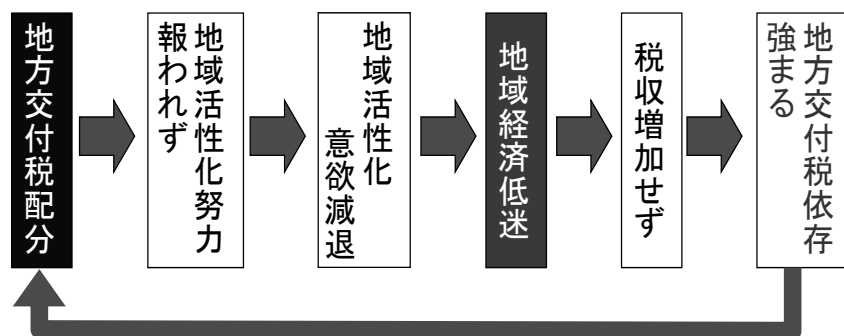 地方交付税配分
地域活性化努力
報われず
地域活性化
意欲減退
地域経済低迷
税収増加せず
地方交付税依存
強まる